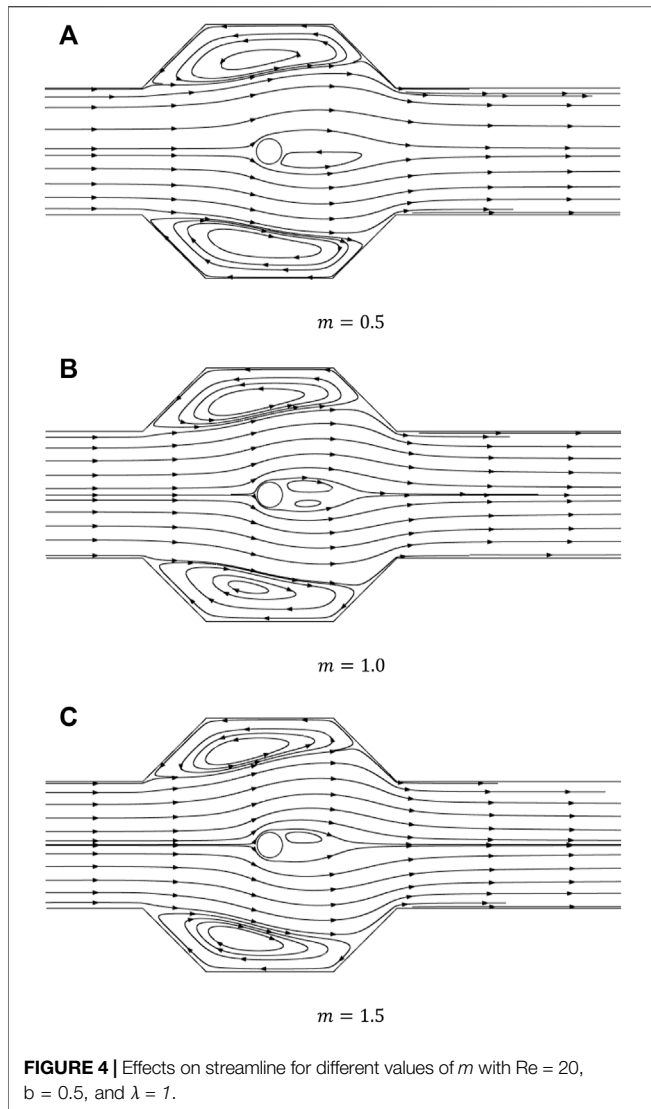 A
m = 0.5
B
m = 1.0
C
m = 1.5
FIGURE 4 | Effects on streamline for different values of m with Re = 20,
b = 0.5, and λ = 1.